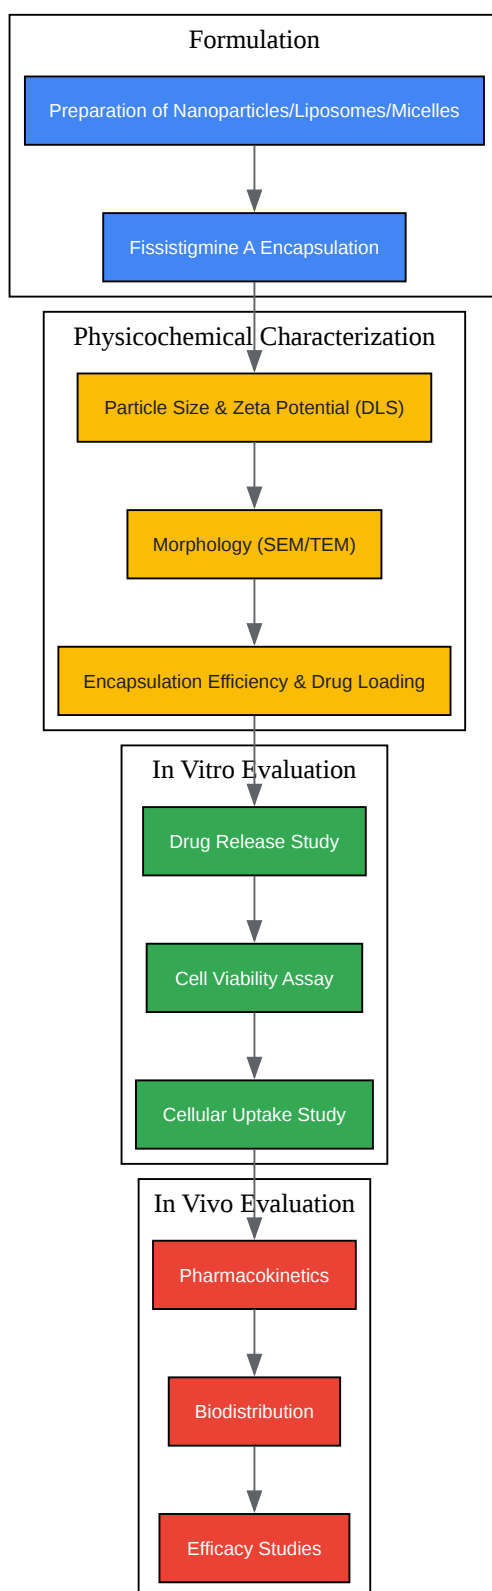 Formulation
Preparation of Nanoparticles/Liposomes/Micelles
Fissistigmine A Encapsulation
Physicochemical Characterization
Particle Size & Zeta Potential (DLS)
Morphology (SEM/TEM)
Encapsulation Efficiency & Drug Loading
In Vitro Evaluation
Drug Release Study
Cell Viability Assay
Cellular Uptake Study
In Vivo Evaluation
Pharmacokinetics
Biodistribution
Efficacy Studies